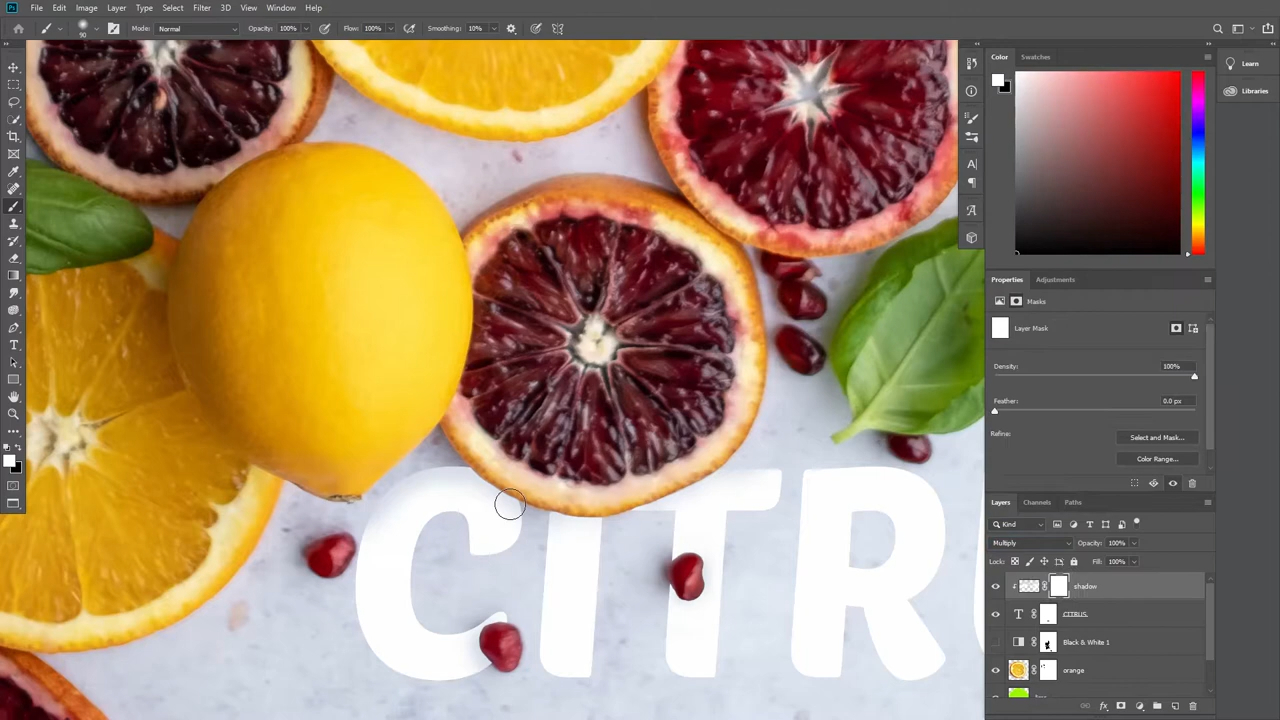 Ps File Edit Image Layer Type Select Filter 3D View Window Help
90 Mode: Normal Opacity: 100% Flow: 100% Smoothing: 10%
Color Swatches
Learn
Libraries
Properties Adjustments
Masks
Layer Mask
Density: 100%
Feather: 0.0 px
Refine: Select and Mask...
Color Range...
Layers Channels Paths
Kind
Multiply Opacity: 100%
Lock: Fill: 100%
shadow
CITRUS.
Black & White 1
orange
CITR